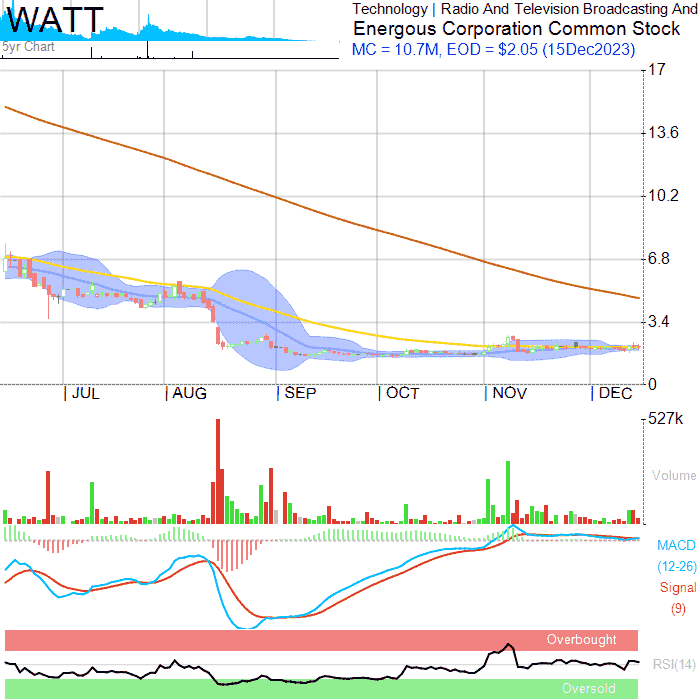 WATT
5yr Chart
Technology | Radio And Television Broadcasting And
Energous Corporation Common Stock
MC = 10.7M, EOD = $2.05 (15Dec2023)
17
13.6
10.2
6.8
3.4
0
JUL
AUG
SEP
OCT
NOV
DEC
527k
Volume
MACD
(12-26)
Signal
(9)
Overbought
RSI(14)
Oversold